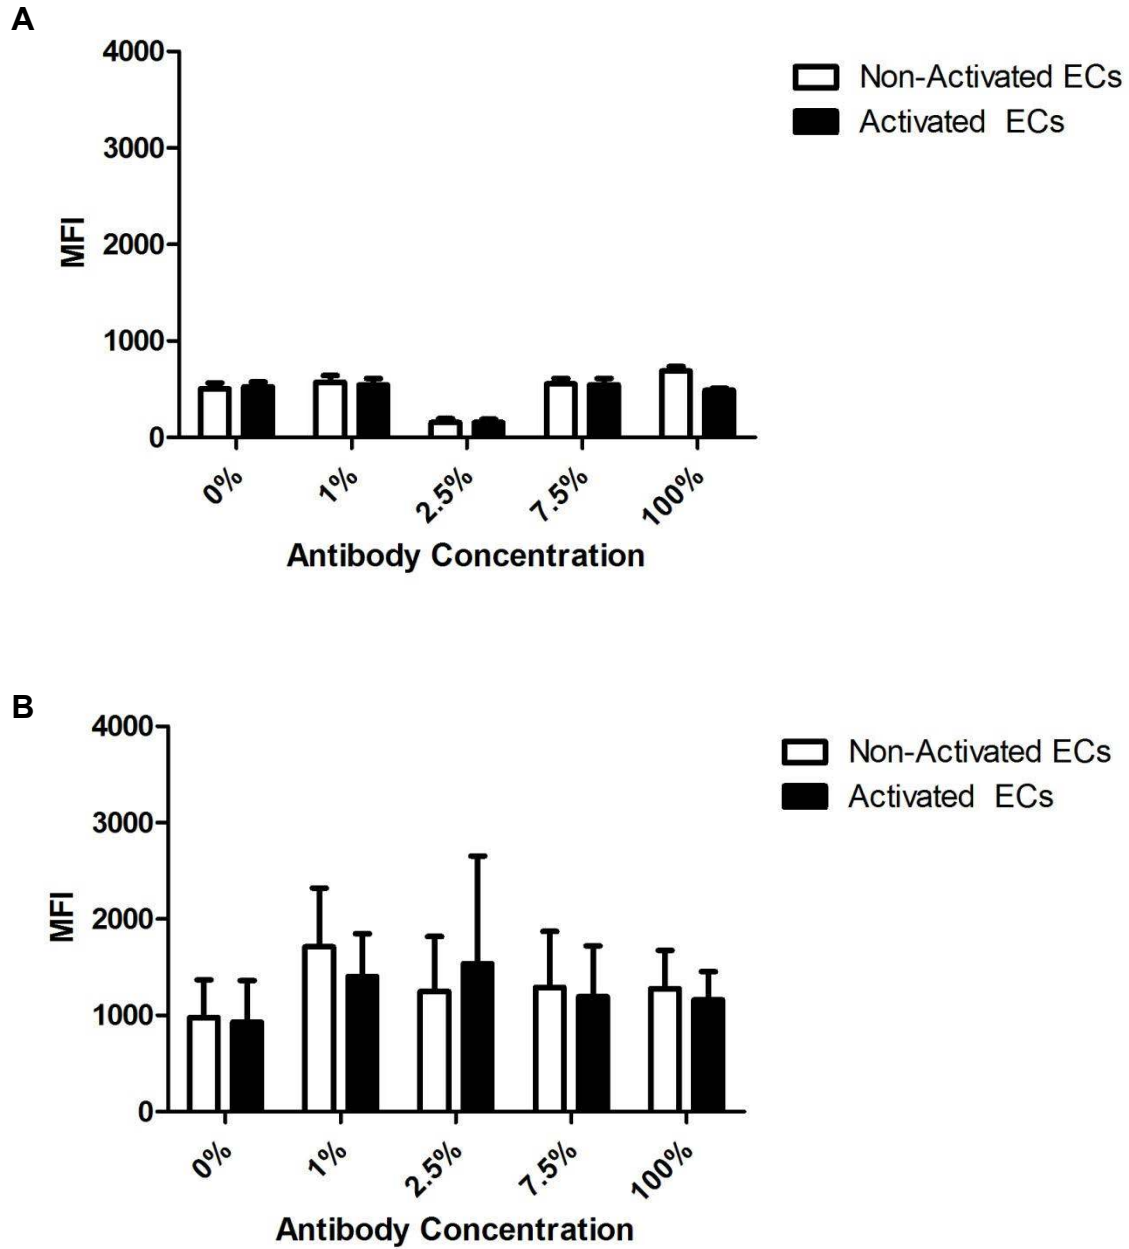 A
4000
3000
2000
1000
0
MFI
0%
1%
2.5%
7.5%
100%
Antibody Concentration
Non-Activated ECs
Activated ECs
B
4000
3000
2000
1000
0
MFI
0%
1%
2.5%
7.5%
100%
Antibody Concentration
Non-Activated ECs
Activated ECs